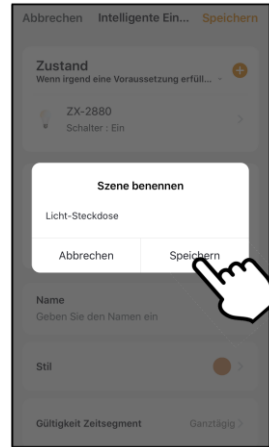 Abbrechen Intelligente Ein... Speichern
Zustand
Wenn irgend eine Voraussetzung erfüll...
ZX-2880
Schalter : Ein
Szene benennen
Licht-Steckdose
Abbrechen Speichern
Name
Geben Sie den Namen ein
Stil
Gültigkeit Zeitsegment Ganztägig